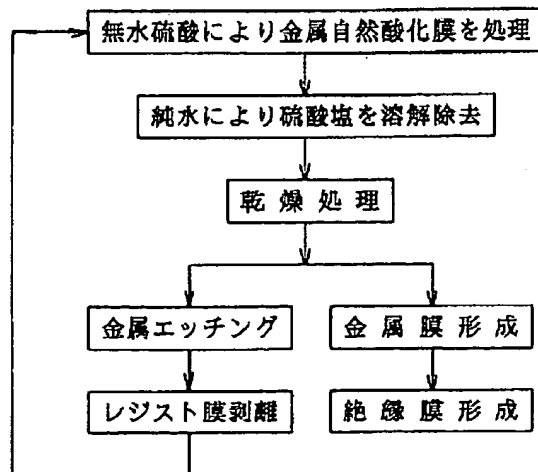 無水硫酸により金属自然酸化膜を処理
純水により硫酸塩を溶解除去
乾燥処理
金属エッチング
金属膜形成
レジスト膜剥離
絶縁膜形成